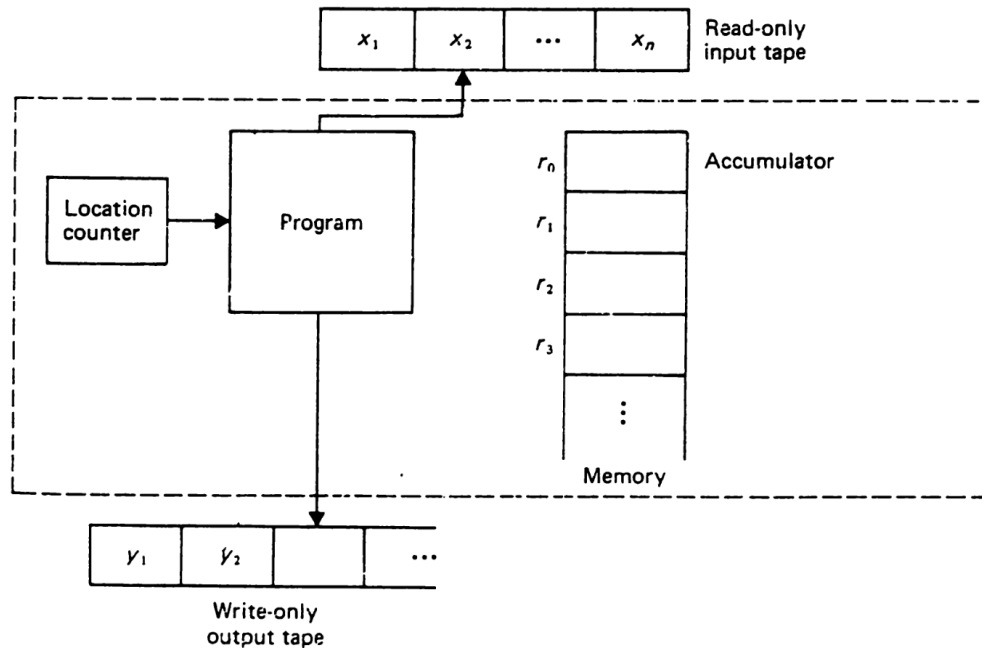 x₁ x₂ ... xₙ
Read-only
input tape
r₀
Accumulator
Location
counter
Program
r₁
r₂
r₃
⋮
Memory
y₁ y₂ ...
Write-only
output tape